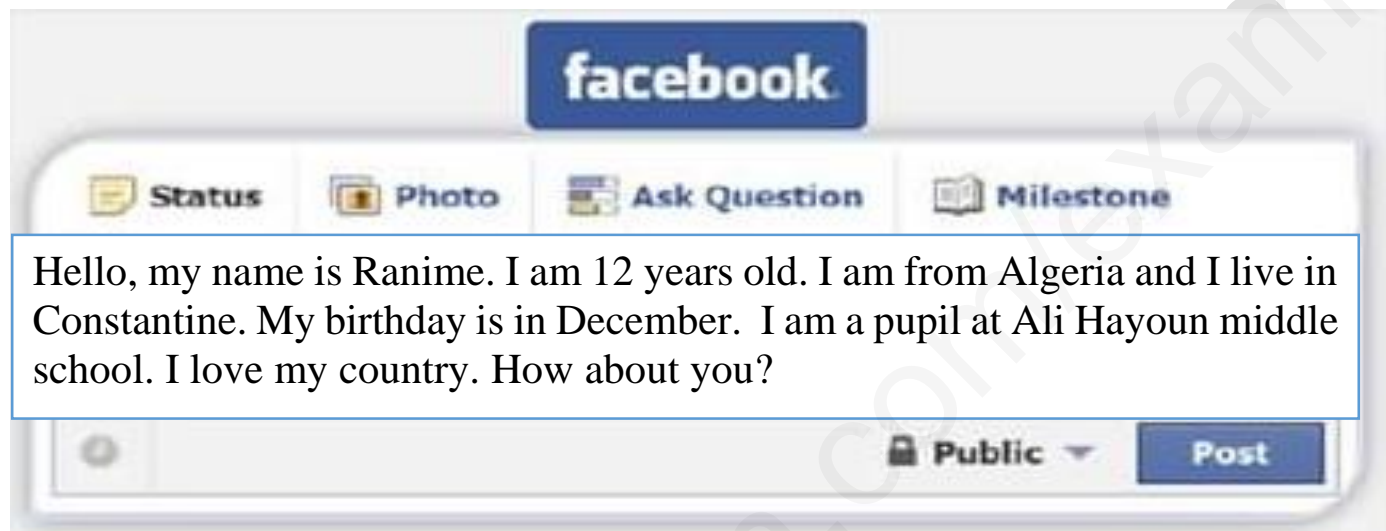 facebook
Status Photo Ask Question Milestone
Hello, my name is Ranime. I am 12 years old. I am from Algeria and I live in
Constantine. My birthday is in December. I am a pupil at Ali Hayoun middle
school. I love my country. How about you?
Public Post